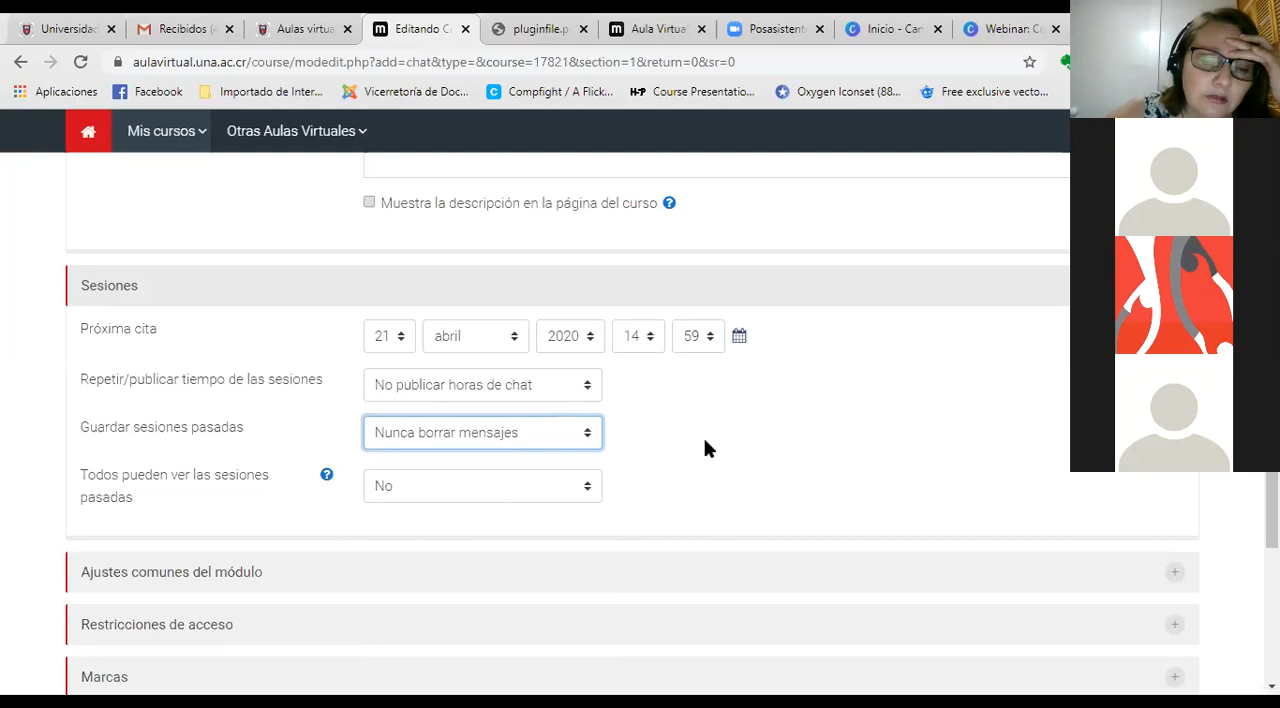 Universidad
Recibidos (4
Aulas virtua
Editando C
pluginfile.p
Aula Virtua
Posasistent
Inicio - Can
Webinar: Co
aulavirtual.una.ac.cr/course/modedit.php?add=chat&type=&course=17821&section=1&return=0&sr=0
Aplicaciones
Facebook
Importado de Inter...
Vicerretoría de Doc...
Compfight / A Flick...
H-P Course Presentatio...
Oxygen Iconset (88...
Free exclusive vecto...
Mis cursos
Otras Aulas Virtuales
Muestra la descripción en la página del curso
Sesiones
Próxima cita
21 abril 2020 14 59
Repetir/publicar tiempo de las sesiones
No publicar horas de chat
Guardar sesiones pasadas
Nunca borrar mensajes
Todos pueden ver las sesiones
pasadas
No
Ajustes comunes del módulo
Restricciones de acceso
Marcas